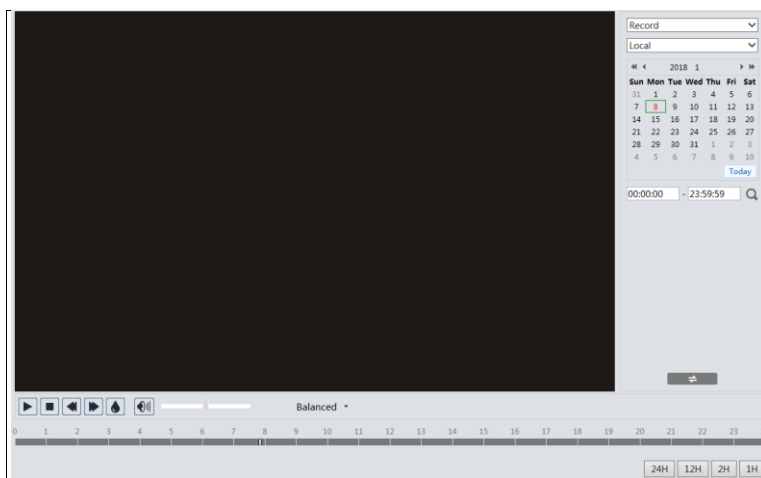 Record
Local
2018 1
Sun Mon Tue Wed Thu Fri Sat
31 1 2 3 4 5 6
7 8 9 10 11 12 13
14 15 16 17 18 19 20
21 22 23 24 25 26 27
28 29 30 31 1 2 3
4 5 6 7 8 9 10
Today
00:00:00 - 23:59:59
Balanced
0 1 2 3 4 5 6 7 8 9 10 11 12 13 14 15 16 17 18 19 20 21 22 23
24H 12H 2H 1H